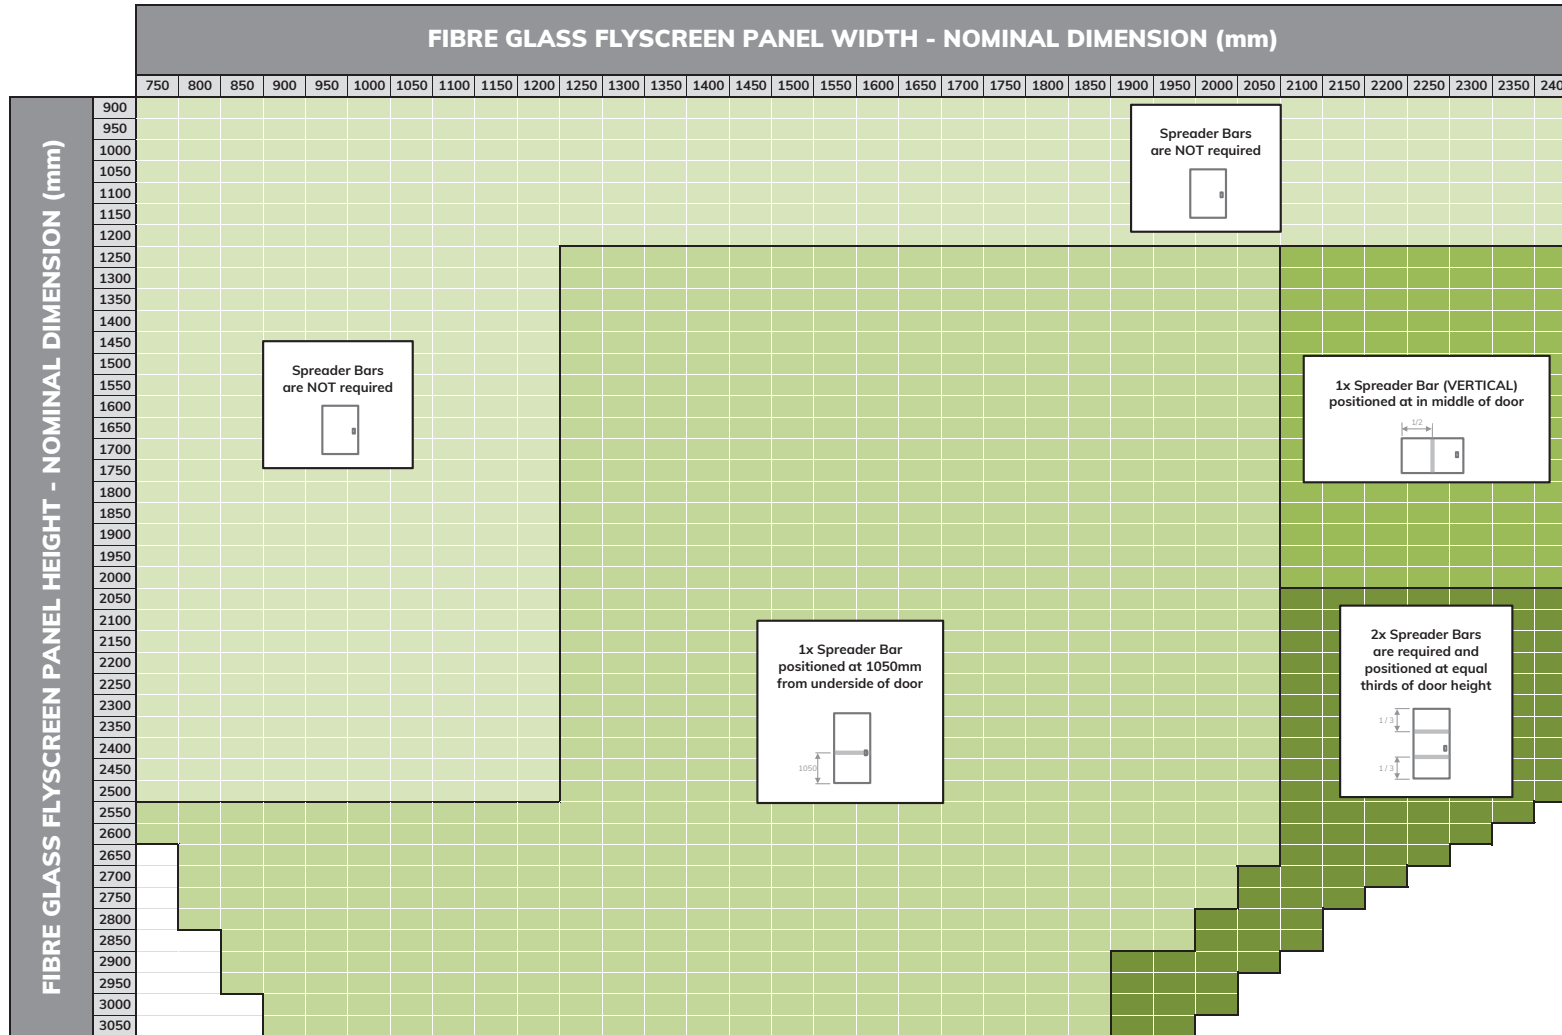 FIBRE GLASS FLYSCREEN PANEL WIDTH - NOMINAL DIMENSION (mm)
750 800 850 900 950 1000 1050 1100 1150 1200 1250 1300 1350 1400 1450 1500 1550 1600 1650 1700 1750 1800 1850 1900 1950 2000 2050 2100 2150 2200 2250 2300 2350 240
FIBRE GLASS FLYSCREEN PANEL HEIGHT - NOMINAL DIMENSION (mm)
900
950
1000
1050
1100
1150
1200
1250
1300
1350
1400
1450
1500
1550
1600
1650
1700
1750
1800
1850
1900
1950
2000
2050
2100
2150
2200
2250
2300
2350
2400
2450
2500
2550
2600
2650
2700
2750
2800
2850
2900
2950
3000
3050
Spreader Bars
are NOT required
Spreader Bars
are NOT required
1x Spreader Bar (VERTICAL)
positioned at in middle of door
1/2
1x Spreader Bar
positioned at 1050mm
from underside of door
1050
2x Spreader Bars
are required and
positioned at equal
thirds of door height
1 / 3
1 / 3